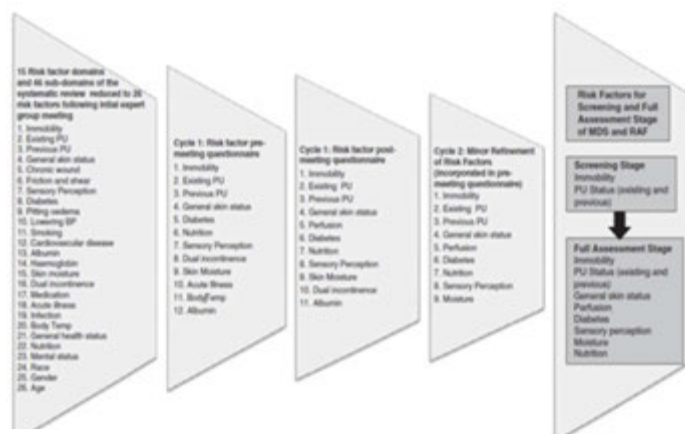 15 Risk factor domains
and 46 sub-domains of the
systematic review reduced to 26
risk factors following intial expert
group meeting
1. Immobility
2. Existing PU
3. Previous PU
4. General skin status
5. Chronic wound
6. Friction and shear
7. Sensory Perception
8. Diabetes
9. Pitting oedema
10. Lowering BP
11. Smoking
12. Cardiovascular disease
13. Albumin
14. Haemoglobin
15. Skin moisture
16. Dual incontinence
17. Medication
18. Acute illness
19. Infection
20. Body Temp
21. General health status
22. Nutrition
23. Mental status
24. Race
25. Gender
26. Age
Cycle 1: Risk factor pre-
meeting questionnaire
1. Immobility
2. Existing PU
3. Previous PU
4. General skin status
5. Diabetes
6. Nutrition
7. Sensory Perception
8. Dual incontinence
9. Skin Moisture
10. Acute Illness
11. Body Temp
12. Albumin
Cycle 1: Risk factor post-
meeting questionnaire
1. Immobility
2. Existing PU
3. Previous PU
4. General skin status
5. Perfusion
6. Diabetes
7. Nutrition
8. Sensory Perception
9. Skin Moisture
10. Dual incontinence
11. Albumin
Cycle 2: Minor Refinement
of Risk Factors
(incorporated in pre-
meeting questionnaire)
1. Immobility
2. Existing PU
3. Previous PU
4. General skin status
5. Perfusion
6. Diabetes
7. Nutrition
8. Sensory Perception
9. Moisture
Risk Factors for
Screening and Full
Assessment Stage
of MDS and RAF
Screening Stage
Immobility
PU Status (existing and
previous)
Full Assessment Stage
Immobility
PU Status (existing and
previous)
General skin status
Perfusion
Diabetes
Sensory perception
Moisture
Nutrition